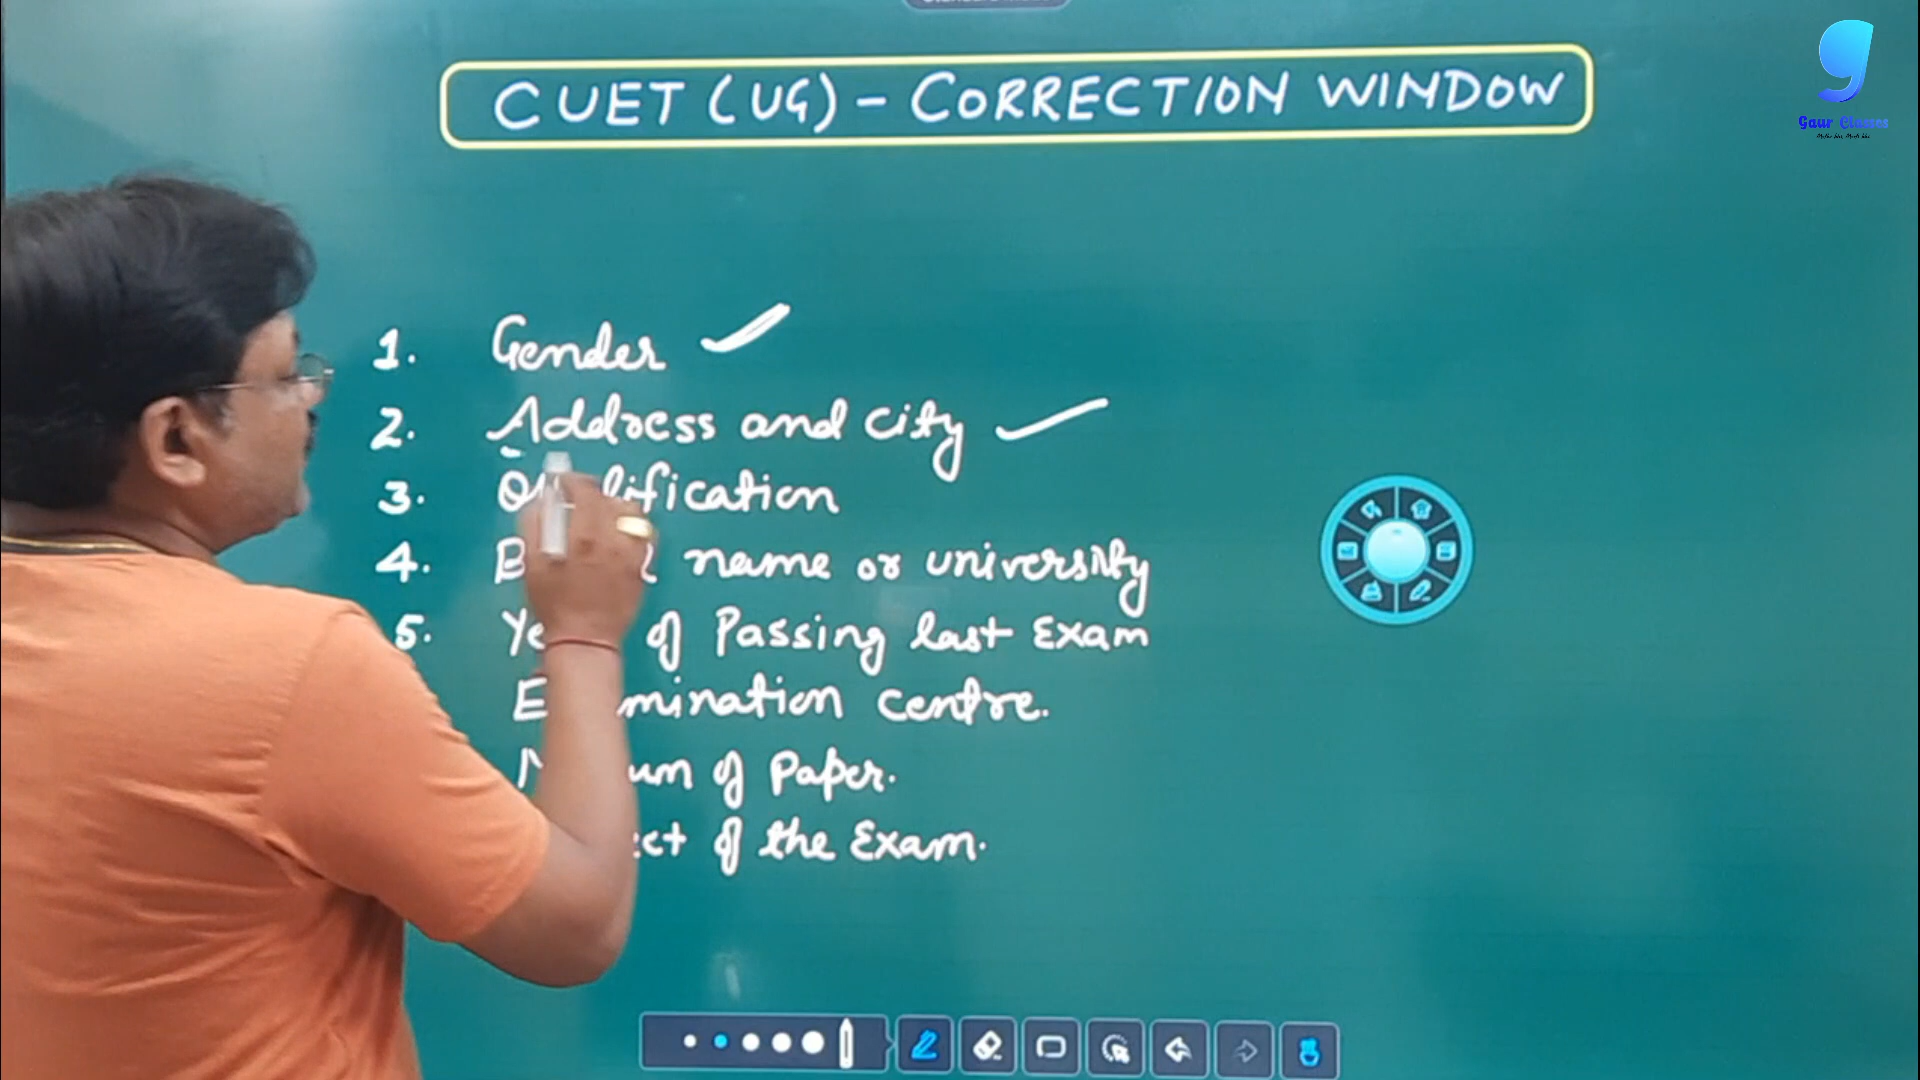 CUET (UG) - CORRECTION WINDOW
Gaur Classes
1. Gender
2. Address and city
3.
4. name or university
5. of Passing last Exam
centre.
of Paper.
of the Exam.